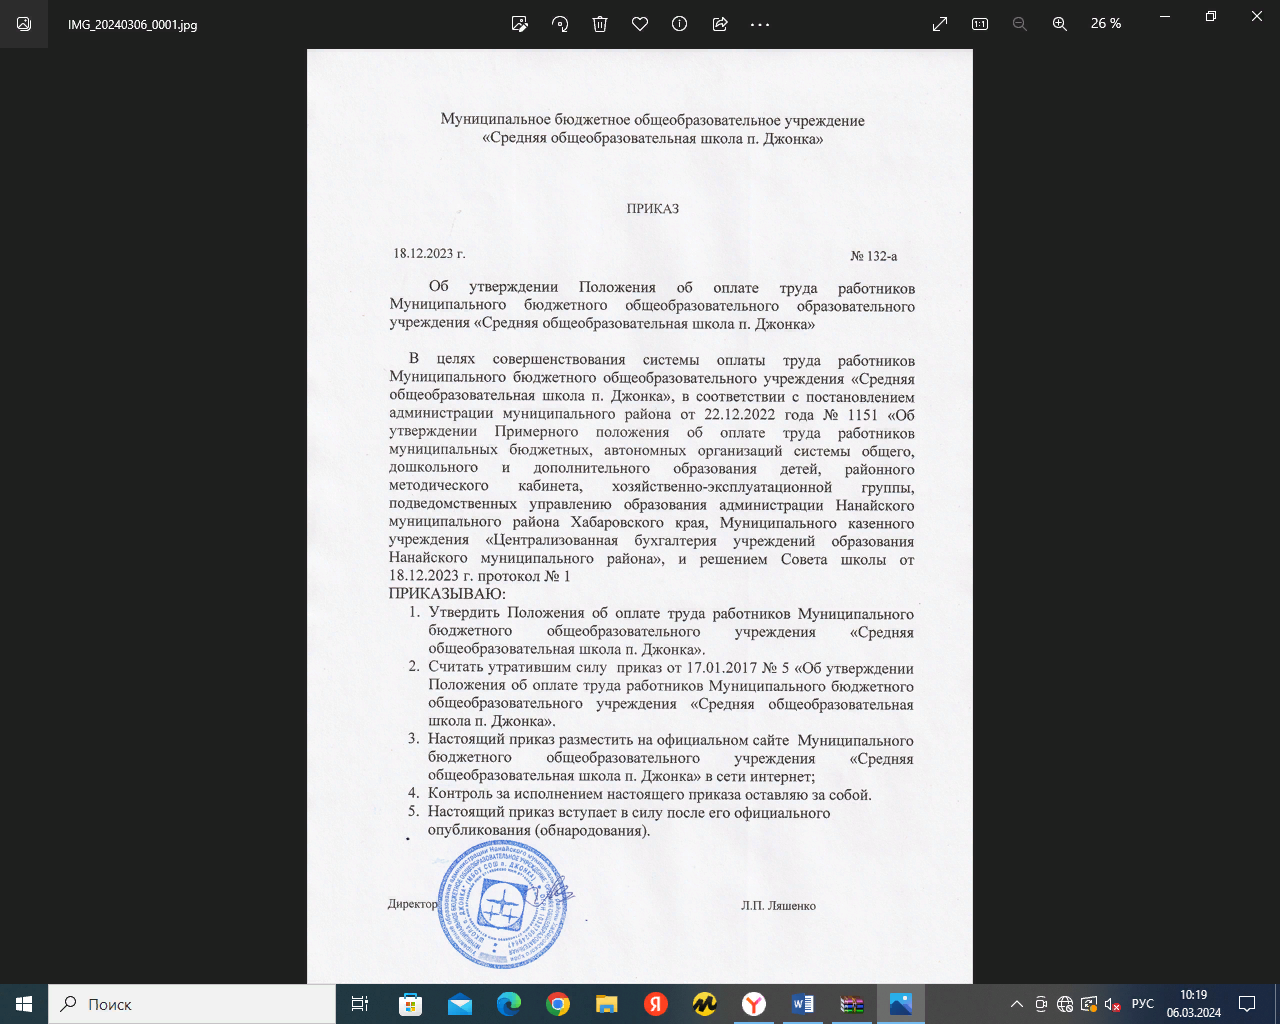 IMG_20240306_0001.jpg
26 %
Муниципальное бюджетное общеобразовательное учреждение
«Средняя общеобразовательная школа п. Джонка»
ПРИКАЗ
18.12.2023 г.
№ 132-а
Об утверждении Положения об оплате труда работников
Муниципального бюджетного общеобразовательного образовательного
учреждения «Средняя общеобразовательная школа п. Джонка»
В целях совершенствования системы оплаты труда работников
Муниципального бюджетного общеобразовательного учреждения «Средняя
общеобразовательная школа п. Джонка», в соответствии с постановлением
администрации муниципального района от 22.12.2022 года № 1151 «Об
утверждении Примерного положения об оплате труда работников
муниципальных бюджетных, автономных организаций системы общего,
дошкольного и дополнительного образования детей, районного
методического кабинета, хозяйственно-эксплуатационной группы,
подведомственных управлению образования администрации Нанайского
муниципального района Хабаровского края, Муниципального казенного
учреждения «Централизованная бухгалтерия учреждений образования
Нанайского муниципального района», и решением Совета школы от
18.12.2023 г. протокол № 1
ПРИКАЗЫВАЮ:
1. Утвердить Положения об оплате труда работников Муниципального
бюджетного общеобразовательного учреждения «Средняя
общеобразовательная школа п. Джонка».
2. Считать утратившим силу приказ от 17.01.2017 № 5 «Об утверждении
Положения об оплате труда работников Муниципального бюджетного
общеобразовательного учреждения «Средняя общеобразовательная
школа п. Джонка».
3. Настоящий приказ разместить на официальном сайте Муниципального
бюджетного общеобразовательного учреждения «Средняя
общеобразовательная школа п. Джонка» в сети интернет;
4. Контроль за исполнением настоящего приказа оставляю за собой.
5. Настоящий приказ вступает в силу после его официального
опубликования (обнародования).
Директор
Л.П. Ляшенко
Поиск
РУС
10:19
06.03.2024